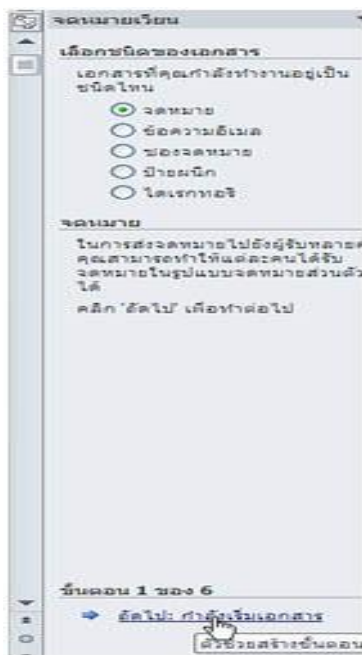 จดหมายเวียน
เลือกชนิดของเอกสาร
เอกสารที่คุณกำลังทำงานอยู่เป็น
ชนิดไหน
จดหมาย
ข้อความอีเมล
ซองจดหมาย
ป้ายผนึก
ไดเรกทอรี
จดหมาย
ในการส่งจดหมายไปยังผู้รับหลายค
คุณสามารถทำให้แต่ละคนได้รับ
จดหมายในรูปแบบจดหมายส่วนตัว
ได้
คลิก 'ถัดไป' เพื่อทำต่อไป
ขั้นตอน 1 ของ 6
ถัดไป: กำลังเริ่มเอกสาร
ตัวช่วยสร้างขั้นตอน